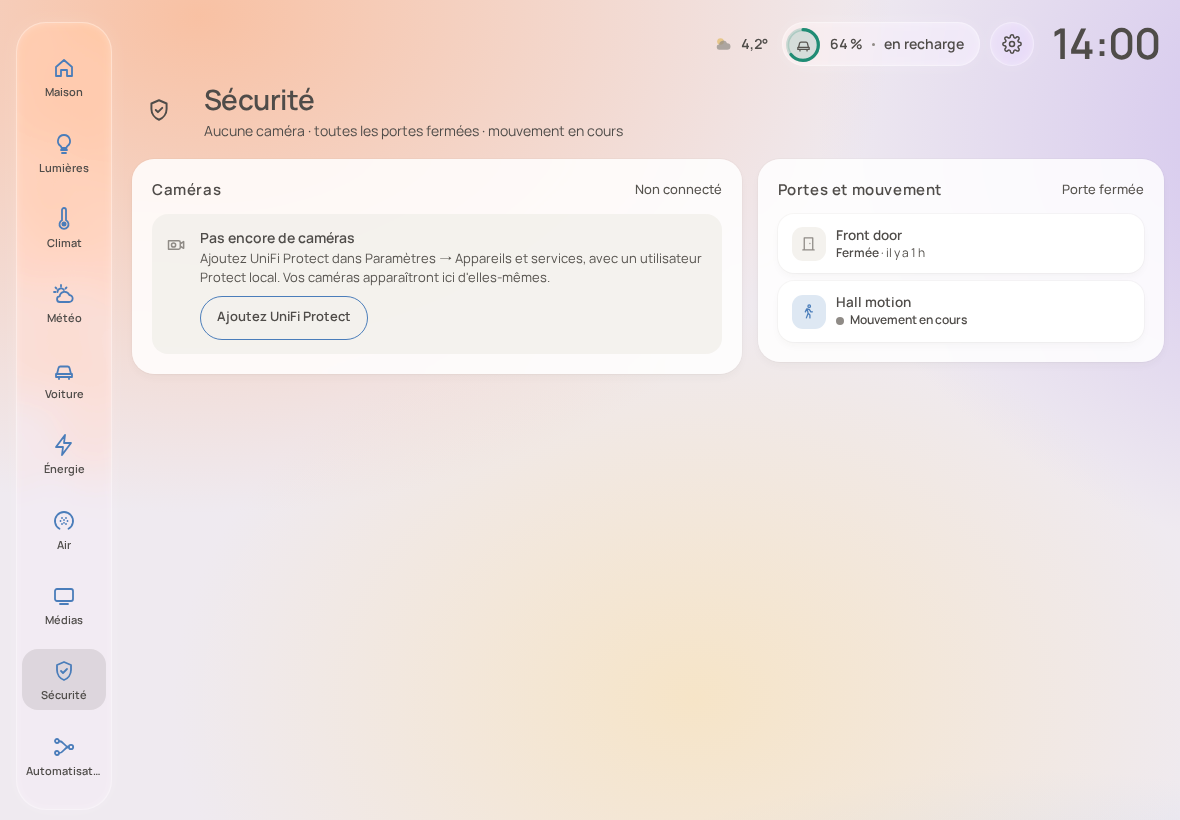 4,2°
64 % • en recharge
14:00
Sécurité
Aucune caméra · toutes les portes fermées · mouvement en cours
Maison
Lumières
Climat
Météo
Voiture
Énergie
Air
Médias
Sécurité
Automatisat…
Caméras
Non connecté
Pas encore de caméras
Ajoutez UniFi Protect dans Paramètres → Appareils et services, avec un utilisateur
Protect local. Vos caméras apparaîtront ici d'elles-mêmes.
Ajoutez UniFi Protect
Portes et mouvement
Porte fermée
Front door
Fermée · il y a 1 h
Hall motion
Mouvement en cours